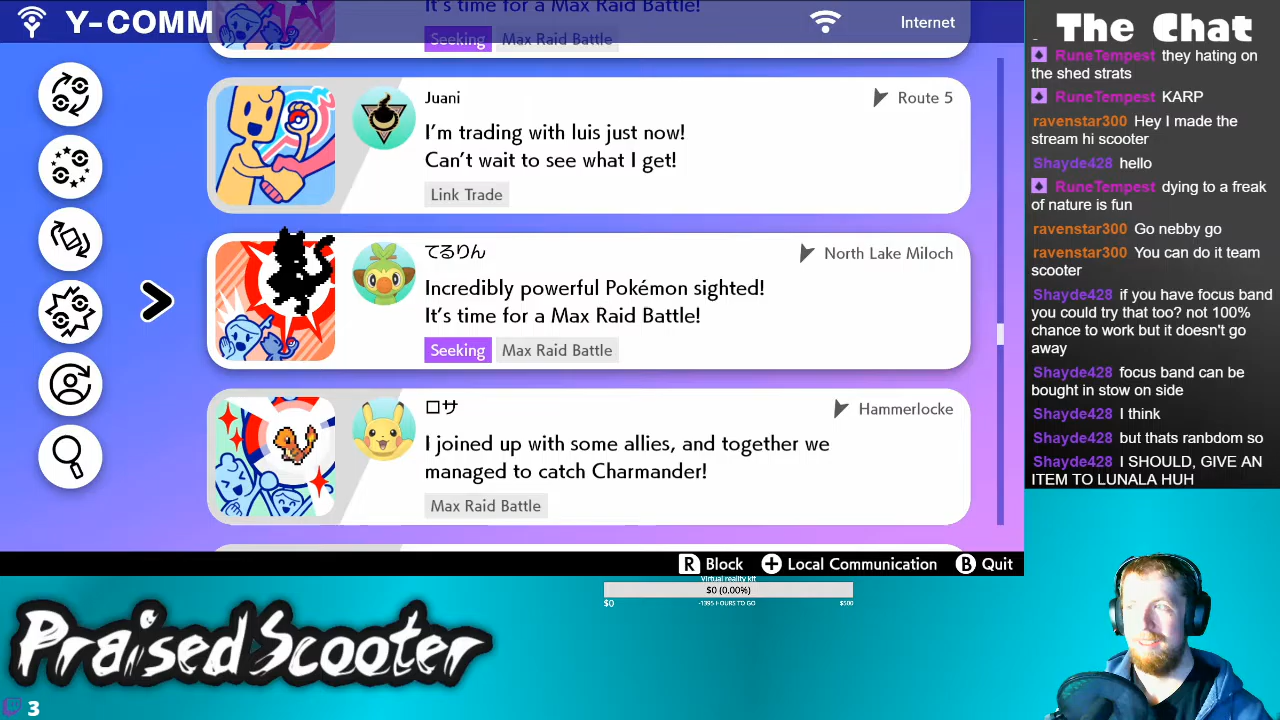 It's time for a Max Raid Battle!
Seeking
Max Raid Battle
Y-COMM
Internet
Juani
Route 5
I'm trading with luis just now!
Can't wait to see what I get!
Link Trade
てるりん
North Lake Miloch
Incredibly powerful Pokémon sighted!
It's time for a Max Raid Battle!
Seeking
Max Raid Battle
ロサ
Hammerlocke
I joined up with some allies, and together we
managed to catch Charmander!
Max Raid Battle
R Block
+ Local Communication
B Quit
The Chat
RuneTempest they hating on
the shed strats
RuneTempest KARP
ravenstar300 Hey I made the
stream hi scooter
Shayde428 hello
RuneTempest dying to a freak
of nature is fun
ravenstar300 Go nebby go
ravenstar300 You can do it team
scooter
Shayde428 if you have focus band
you could try that too? not 100%
chance to work but it doesn't go
away
Shayde428 focus band can be
bought in stow on side
Shayde428 I think
Shayde428 but thats ranbdom so
Shayde428 I SHOULD, GIVE AN
ITEM TO LUNALA HUH
Virtual reality kit
$0 (0.00%)
$0
-1395 HOURS TO GO
$500
Praised Scooter
3